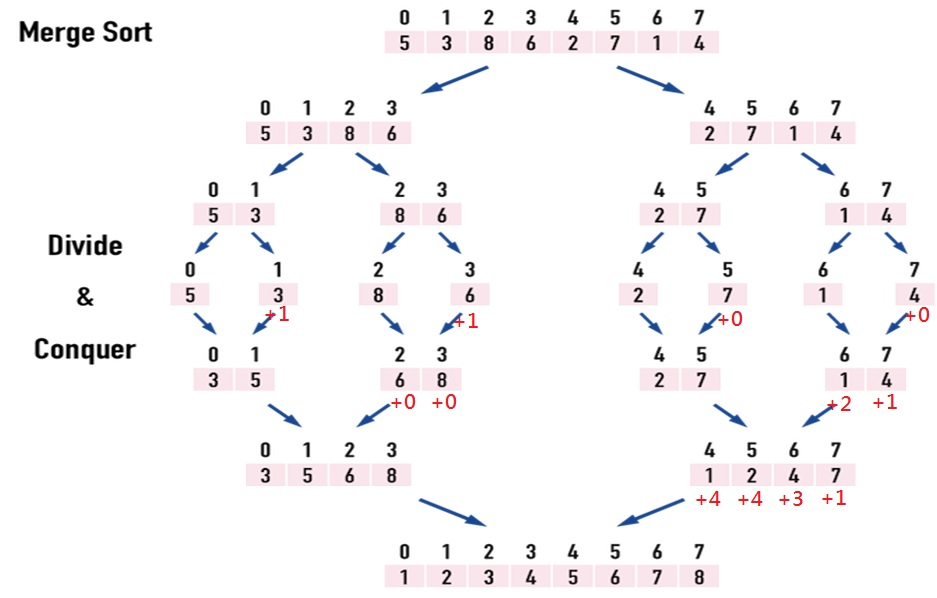 Merge Sort
0 1 2 3 4 5 6 7
5 3 8 6 2 7 1 4
0 1 2 3 4 5 6 7
5 3 8 6 2 7 1 4
0 1 2 3 4 5 6 7
5 3 8 6 2 7 1 4
Divide
&
Conquer
0 1 2 3 4 5 6 7
5 3 8 6 2 7 1 4
+1 +1 +0 +0
0 1 2 3 4 5 6 7
3 5 6 8 2 7 1 4
+0 +0 +2 +1
0 1 2 3 4 5 6 7
3 5 6 8 1 2 4 7
+4 +4 +3 +1
0 1 2 3 4 5 6 7
1 2 3 4 5 6 7 8